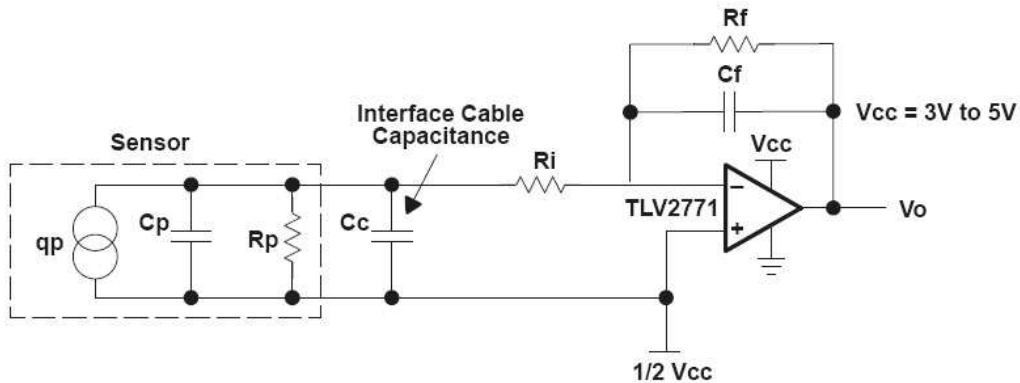 Rf
Cf
Vcc = 3V to 5V
Interface Cable
Capacitance
Sensor
Vcc
Ri
TLV2771
−
+
Vo
qp
Cp
Rp
Cc
1/2 Vcc